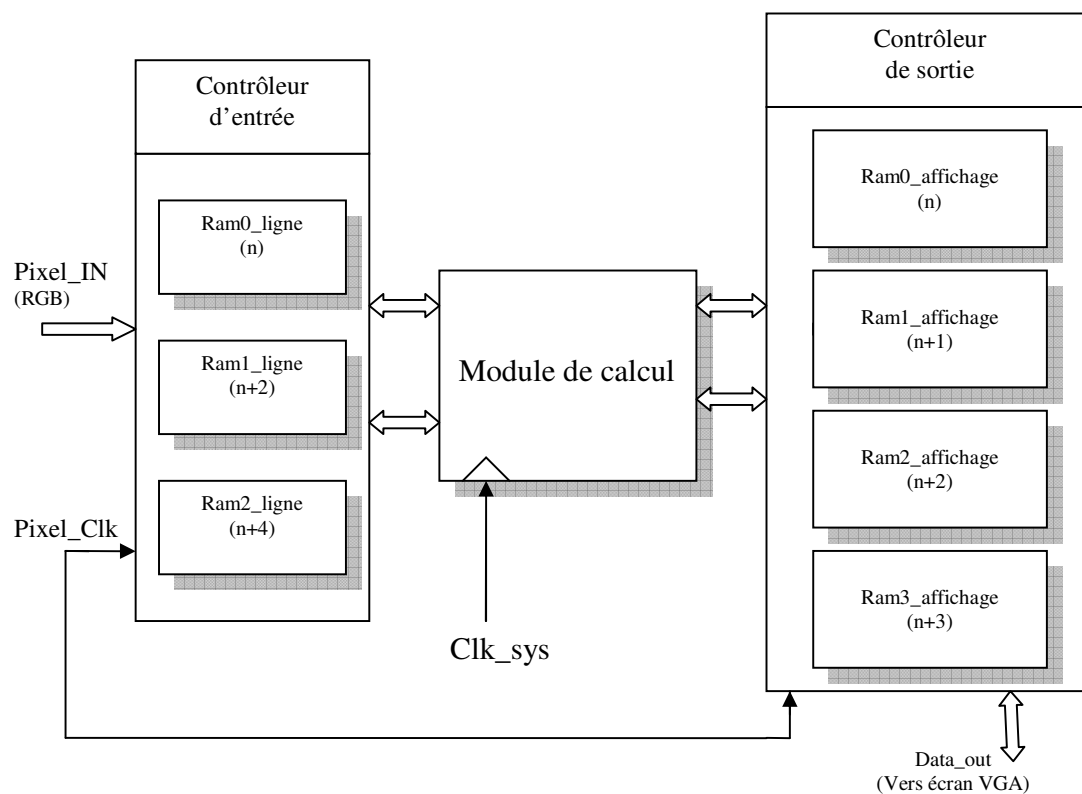 Contrôleur
d’entrée
Ram0_ligne
(n)
Ram1_ligne
(n+2)
Ram2_ligne
(n+4)
Pixel_IN
(RGB)
Pixel_Clk
Module de calcul
Clk_sys
Contrôleur
de sortie
Ram0_affichage
(n)
Ram1_affichage
(n+1)
Ram2_affichage
(n+2)
Ram3_affichage
(n+3)
Data_out
(Vers écran VGA)